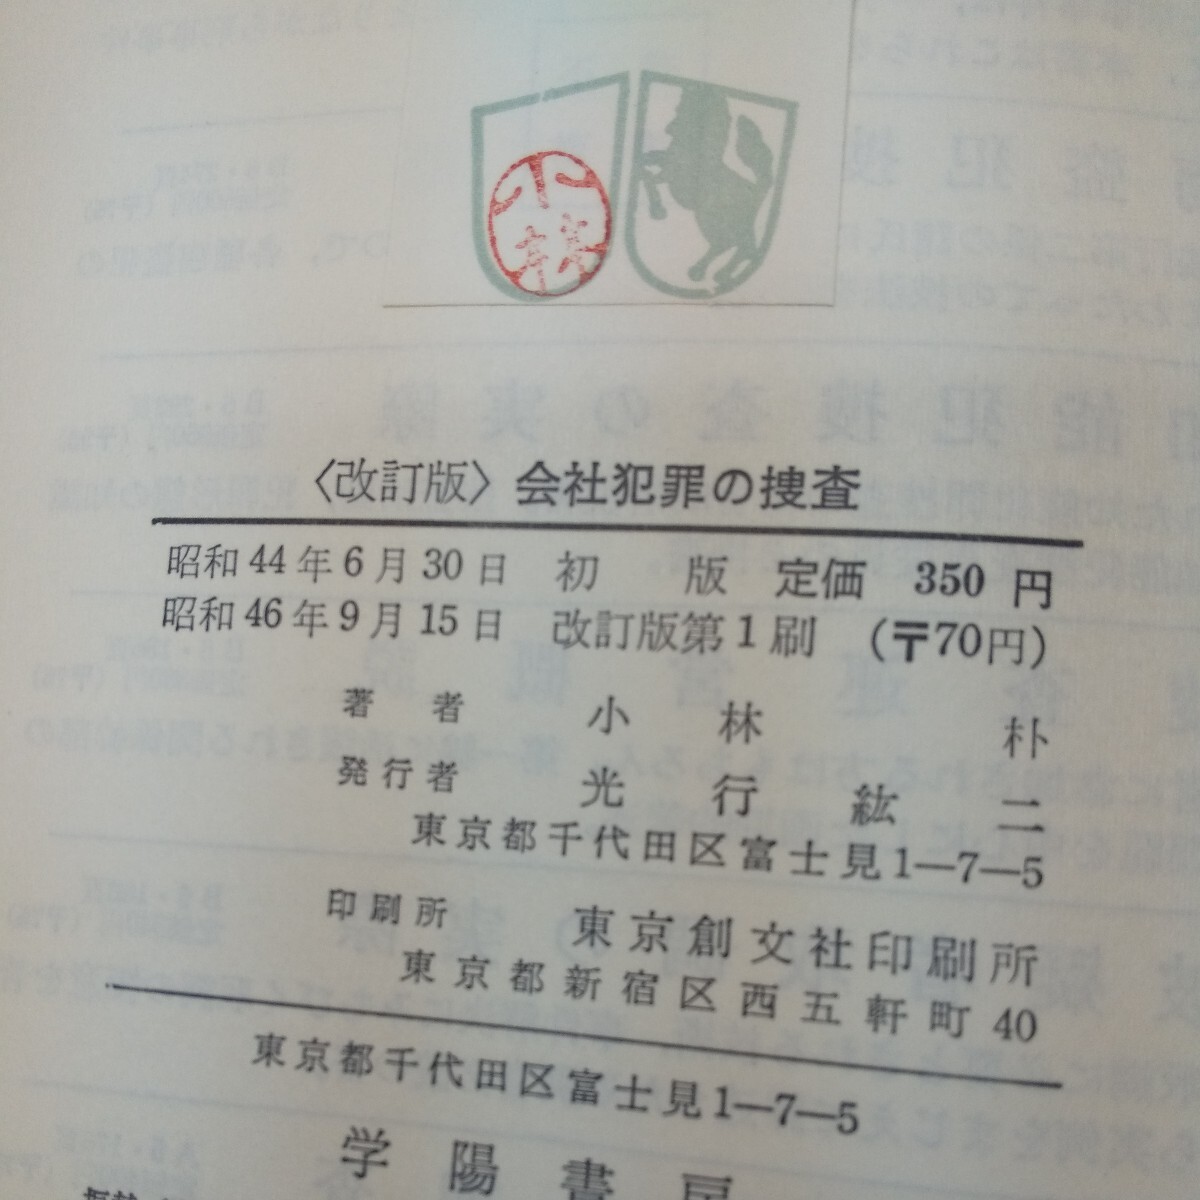 〈改訂版〉会社犯罪の捜査
昭和44年6月30日 初 版 定価 350 円
昭和46年9月15日 改訂版第1刷 (〒70円)
著 者 小 林 朴
発行者 光 行 紘 二
東京都千代田区富士見1―7―5
印刷所 東京創文社印刷所
東京都新宿区西五軒町40
東京都千代田区富士見1―7―5
学陽書房